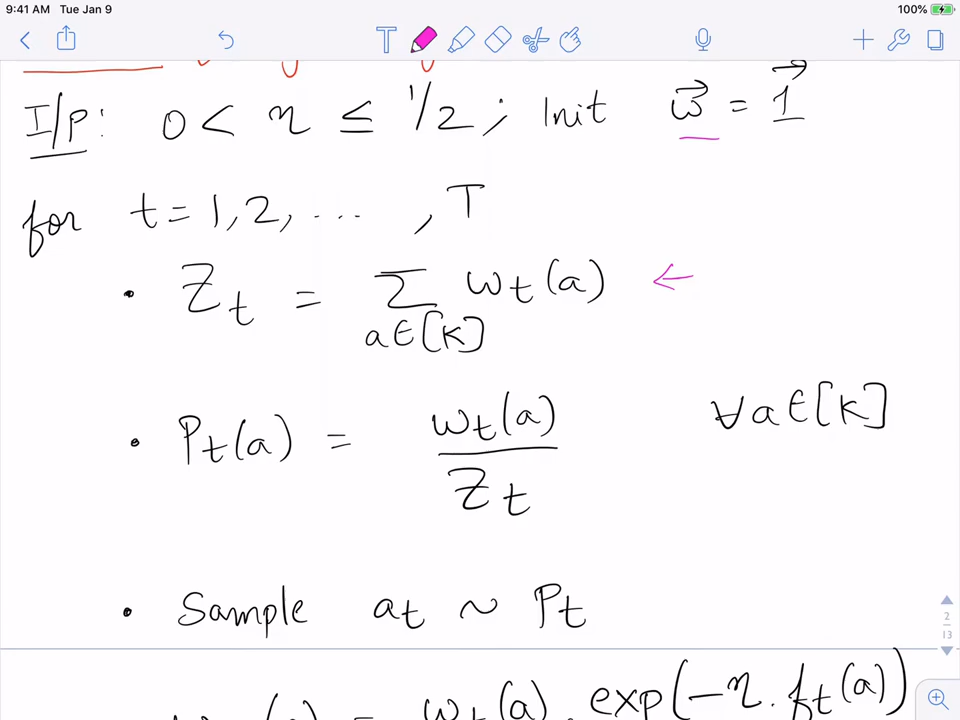 9:41 AM Tue Jan 9 100%
T
I/P: 0 < η ≤ 1/2 ; Init w⃗ = 1⃗
for t = 1, 2, ... , T
• Z_t = Σ_{a∈[K]} w_t(a) ←
• P_t(a) = w_t(a) / Z_t ∀a∈[K]
• Sample a_t ~ P_t
= w_t(a) . exp(-η . f_t(a))
2
13